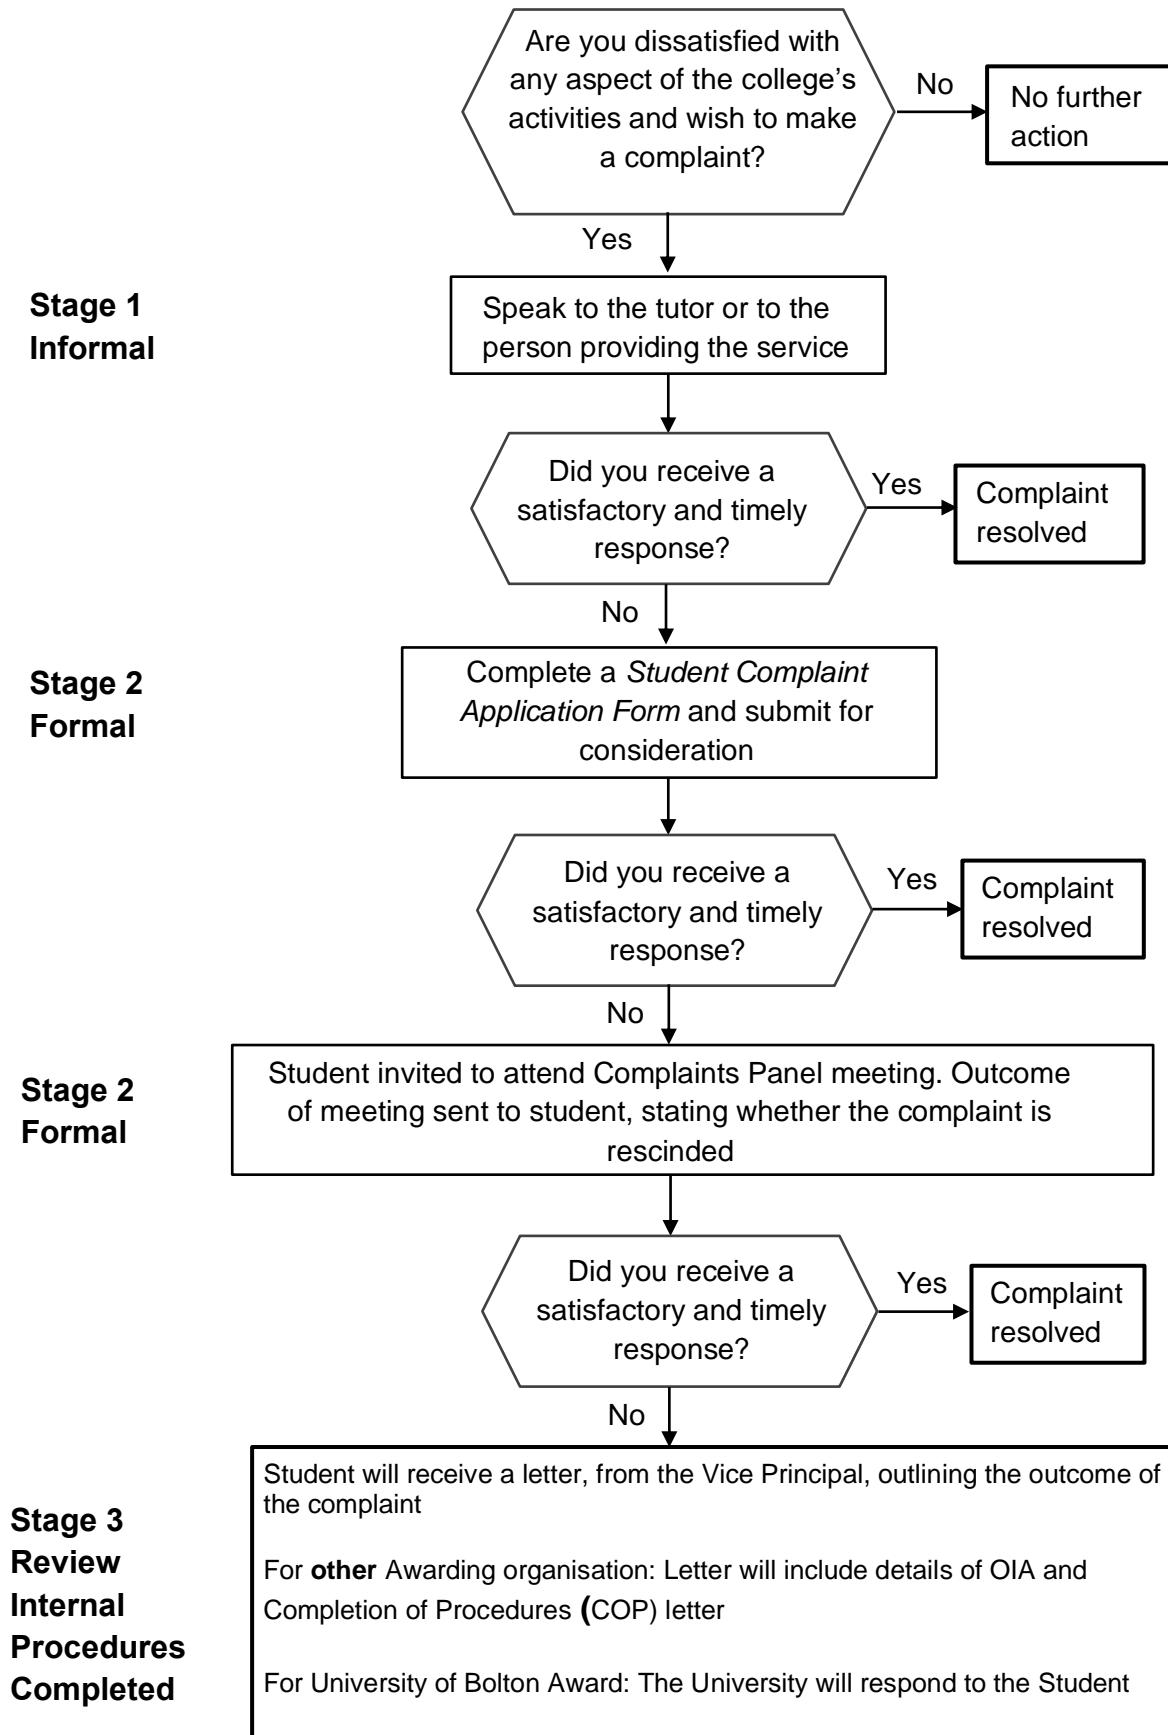 Are you dissatisfied with
any aspect of the college’s
activities and wish to make
a complaint?
No
No further
action
Yes
Stage 1
Informal
Speak to the tutor or to the
person providing the service
Did you receive a
satisfactory and timely
response?
Yes
Complaint
resolved
No
Stage 2
Formal
Complete a Student Complaint
Application Form and submit for
consideration
Did you receive a
satisfactory and timely
response?
Yes
Complaint
resolved
No
Stage 2
Formal
Student invited to attend Complaints Panel meeting. Outcome
of meeting sent to student, stating whether the complaint is
rescinded
Did you receive a
satisfactory and timely
response?
Yes
Complaint
resolved
No
Stage 3
Review
Internal
Procedures
Completed
Student will receive a letter, from the Vice Principal, outlining the outcome of
the complaint
For other Awarding organisation: Letter will include details of OIA and
Completion of Procedures (COP) letter
For University of Bolton Award: The University will respond to the Student